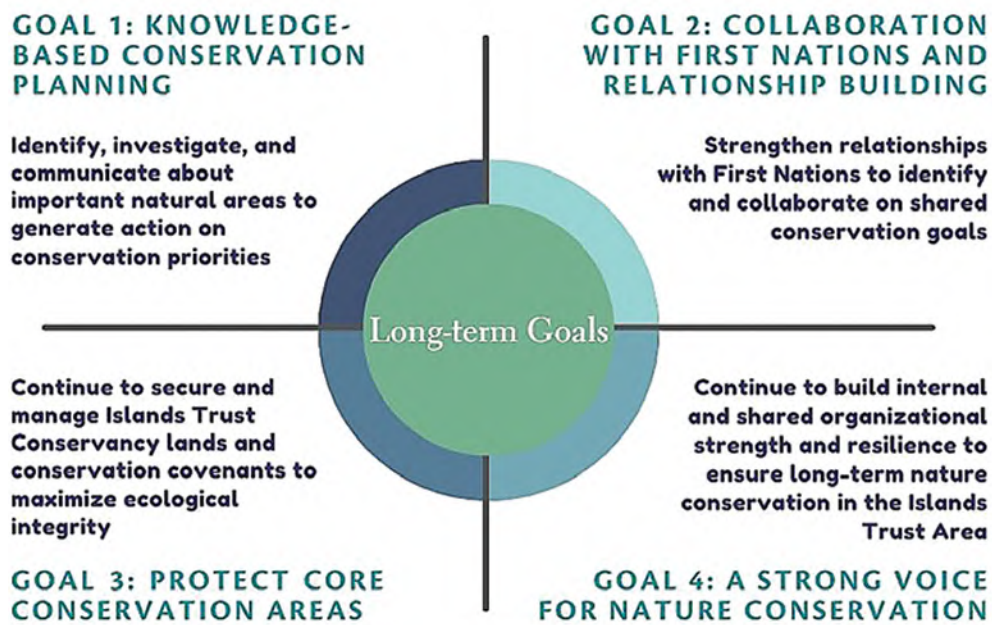 GOAL 1: KNOWLEDGE-
BASED CONSERVATION
PLANNING
Identify, investigate, and
communicate about
important natural areas to
generate action on
conservation priorities
GOAL 2: COLLABORATION
WITH FIRST NATIONS AND
RELATIONSHIP BUILDING
Strengthen relationships
with First Nations to identify
and collaborate on shared
conservation goals
Long-term Goals
Continue to secure and
manage Islands Trust
Conservancy lands and
conservation covenants to
maximize ecological
integrity
GOAL 3: PROTECT CORE
CONSERVATION AREAS
Continue to build internal
and shared organizational
strength and resilience to
ensure long-term nature
conservation in the Islands
Trust Area
GOAL 4: A STRONG VOICE
FOR NATURE CONSERVATION